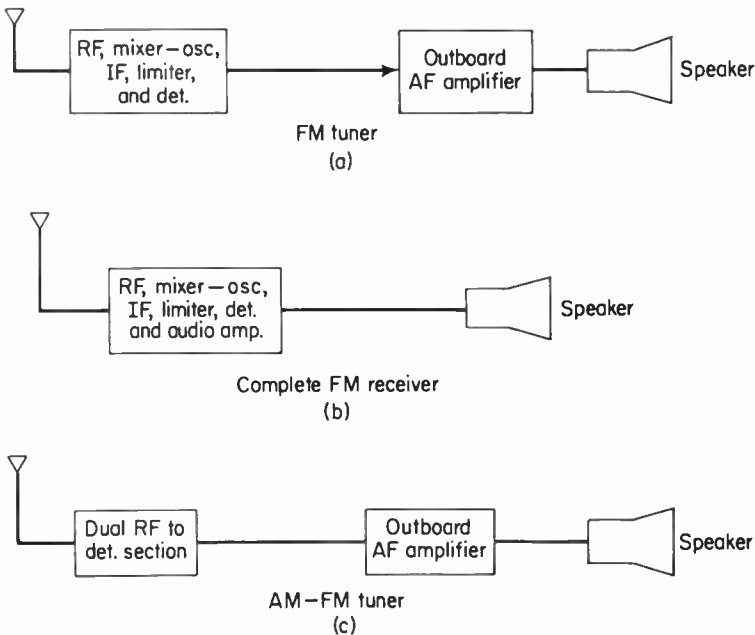 RF, mixer–osc,
IF, limiter,
and det.
Outboard
AF amplifier
Speaker
FM tuner
(a)
RF, mixer–osc,
IF, limiter, det.
and audio amp.
Speaker
Complete FM receiver
(b)
Dual RF to
det. section
Outboard
AF amplifier
Speaker
AM–FM tuner
(c)